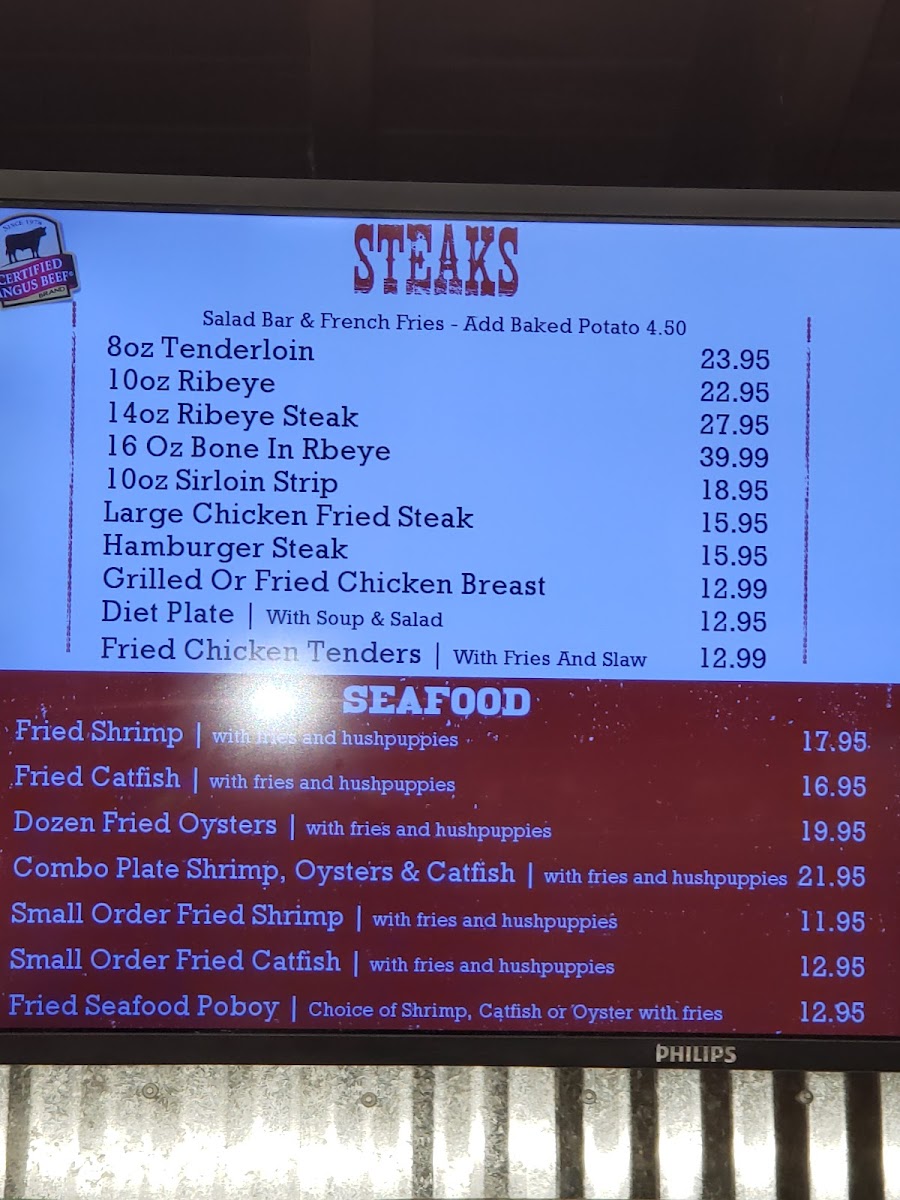 SINCE 1978
CERTIFIED
ANGUS BEEF®
BRAND
STEAKS
Salad Bar & French Fries - Add Baked Potato 4.50
8oz Tenderloin 23.95
10oz Ribeye 22.95
14oz Ribeye Steak 27.95
16 Oz Bone In Rbeye 39.99
10oz Sirloin Strip 18.95
Large Chicken Fried Steak 15.95
Hamburger Steak 15.95
Grilled Or Fried Chicken Breast 12.99
Diet Plate | With Soup & Salad 12.95
Fried Chicken Tenders | With Fries And Slaw 12.99
SEAFOOD
Fried Shrimp | with fries and hushpuppies 17.95
Fried Catfish | with fries and hushpuppies 16.95
Dozen Fried Oysters | with fries and hushpuppies 19.95
Combo Plate Shrimp, Oysters & Catfish | with fries and hushpuppies 21.95
Small Order Fried Shrimp | with fries and hushpuppies 11.95
Small Order Fried Catfish | with fries and hushpuppies 12.95
Fried Seafood Poboy | Choice of Shrimp, Catfish or Oyster with fries 12.95
PHILIPS